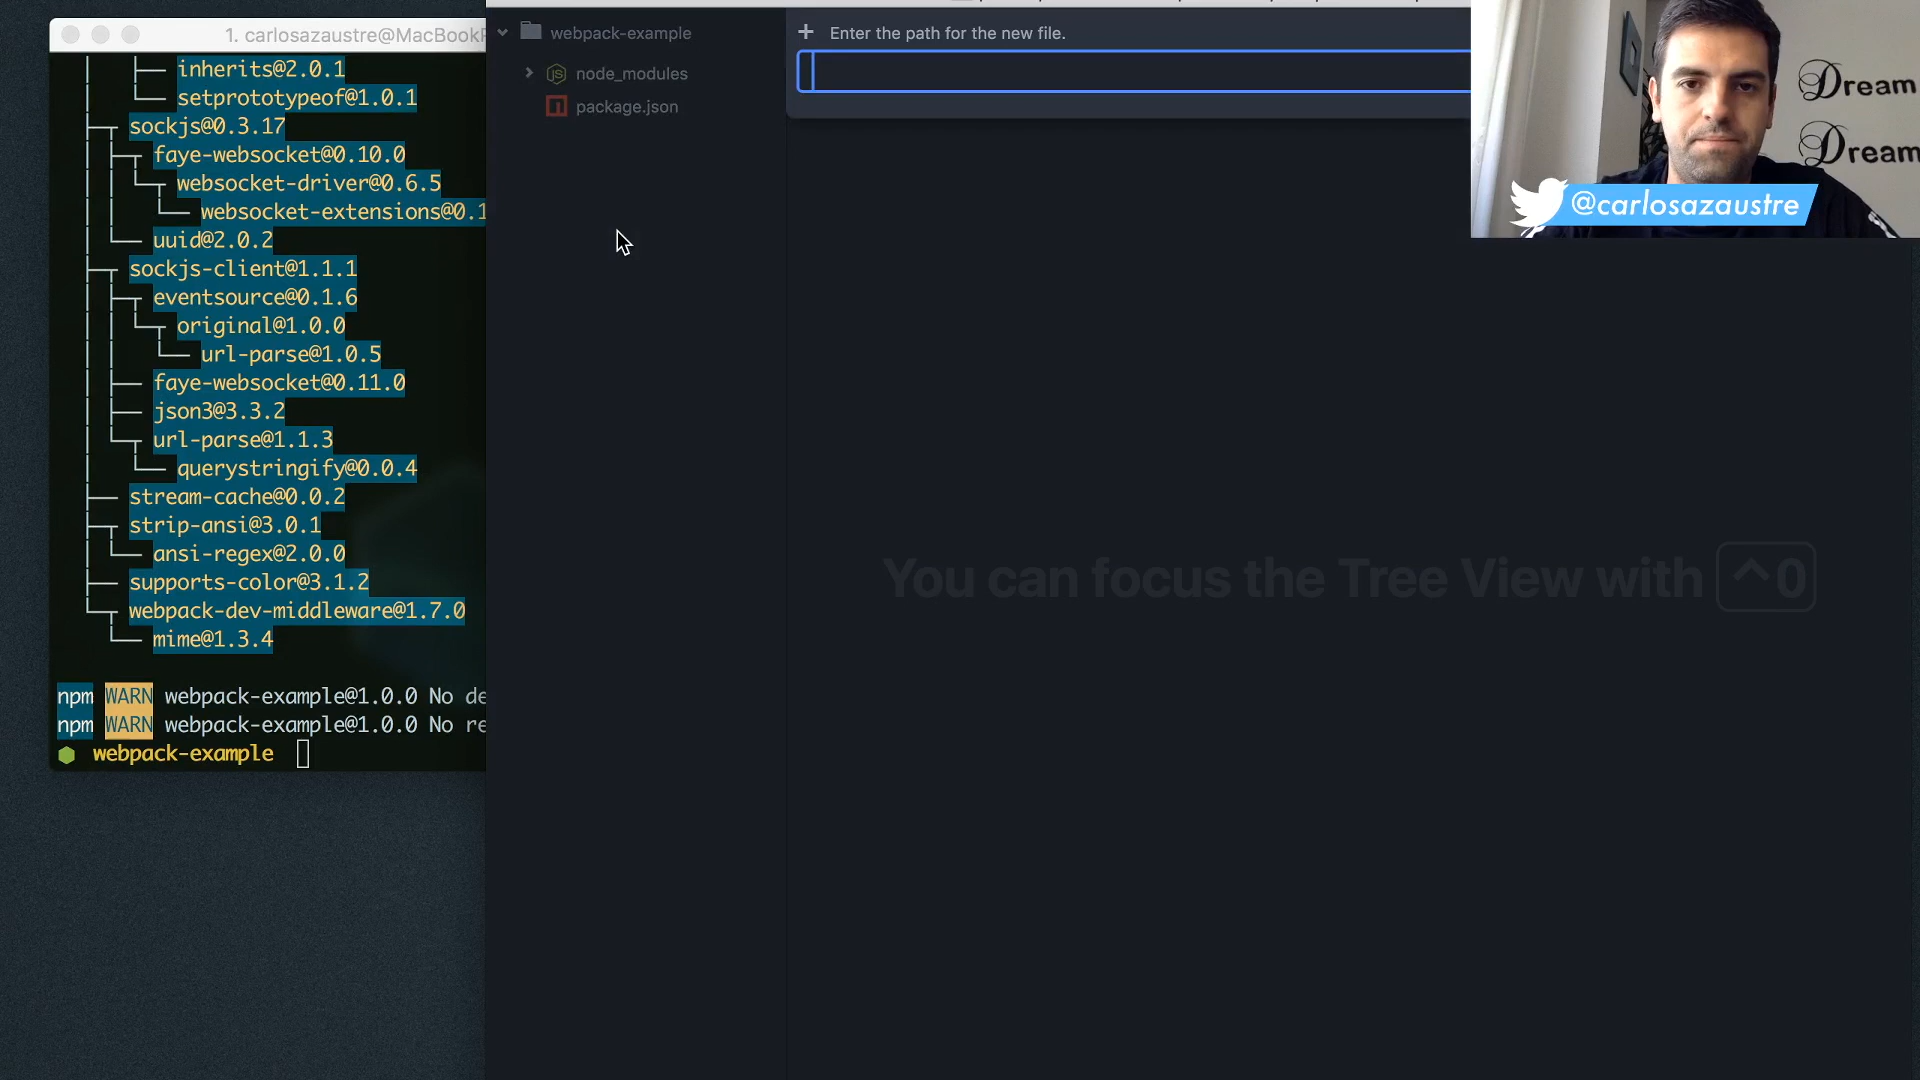 1. carlosazaustre@MacBook
inherits@2.0.1
setprototypeof@1.0.1
sockjs@0.3.17
faye-websocket@0.10.0
websocket-driver@0.6.5
websocket-extensions@0.1
uuid@2.0.2
sockjs-client@1.1.1
eventsource@0.1.6
original@1.0.0
url-parse@1.0.5
faye-websocket@0.11.0
json3@3.3.2
url-parse@1.1.3
querystringify@0.0.4
stream-cache@0.0.2
strip-ansi@3.0.1
ansi-regex@2.0.0
supports-color@3.1.2
webpack-dev-middleware@1.7.0
mime@1.3.4
npm WARN webpack-example@1.0.0 No de
npm WARN webpack-example@1.0.0 No re
webpack-example
webpack-example
node_modules
package.json
Enter the path for the new file.
You can focus the Tree View with ^0
Dream
Dream
@carlosazaustre